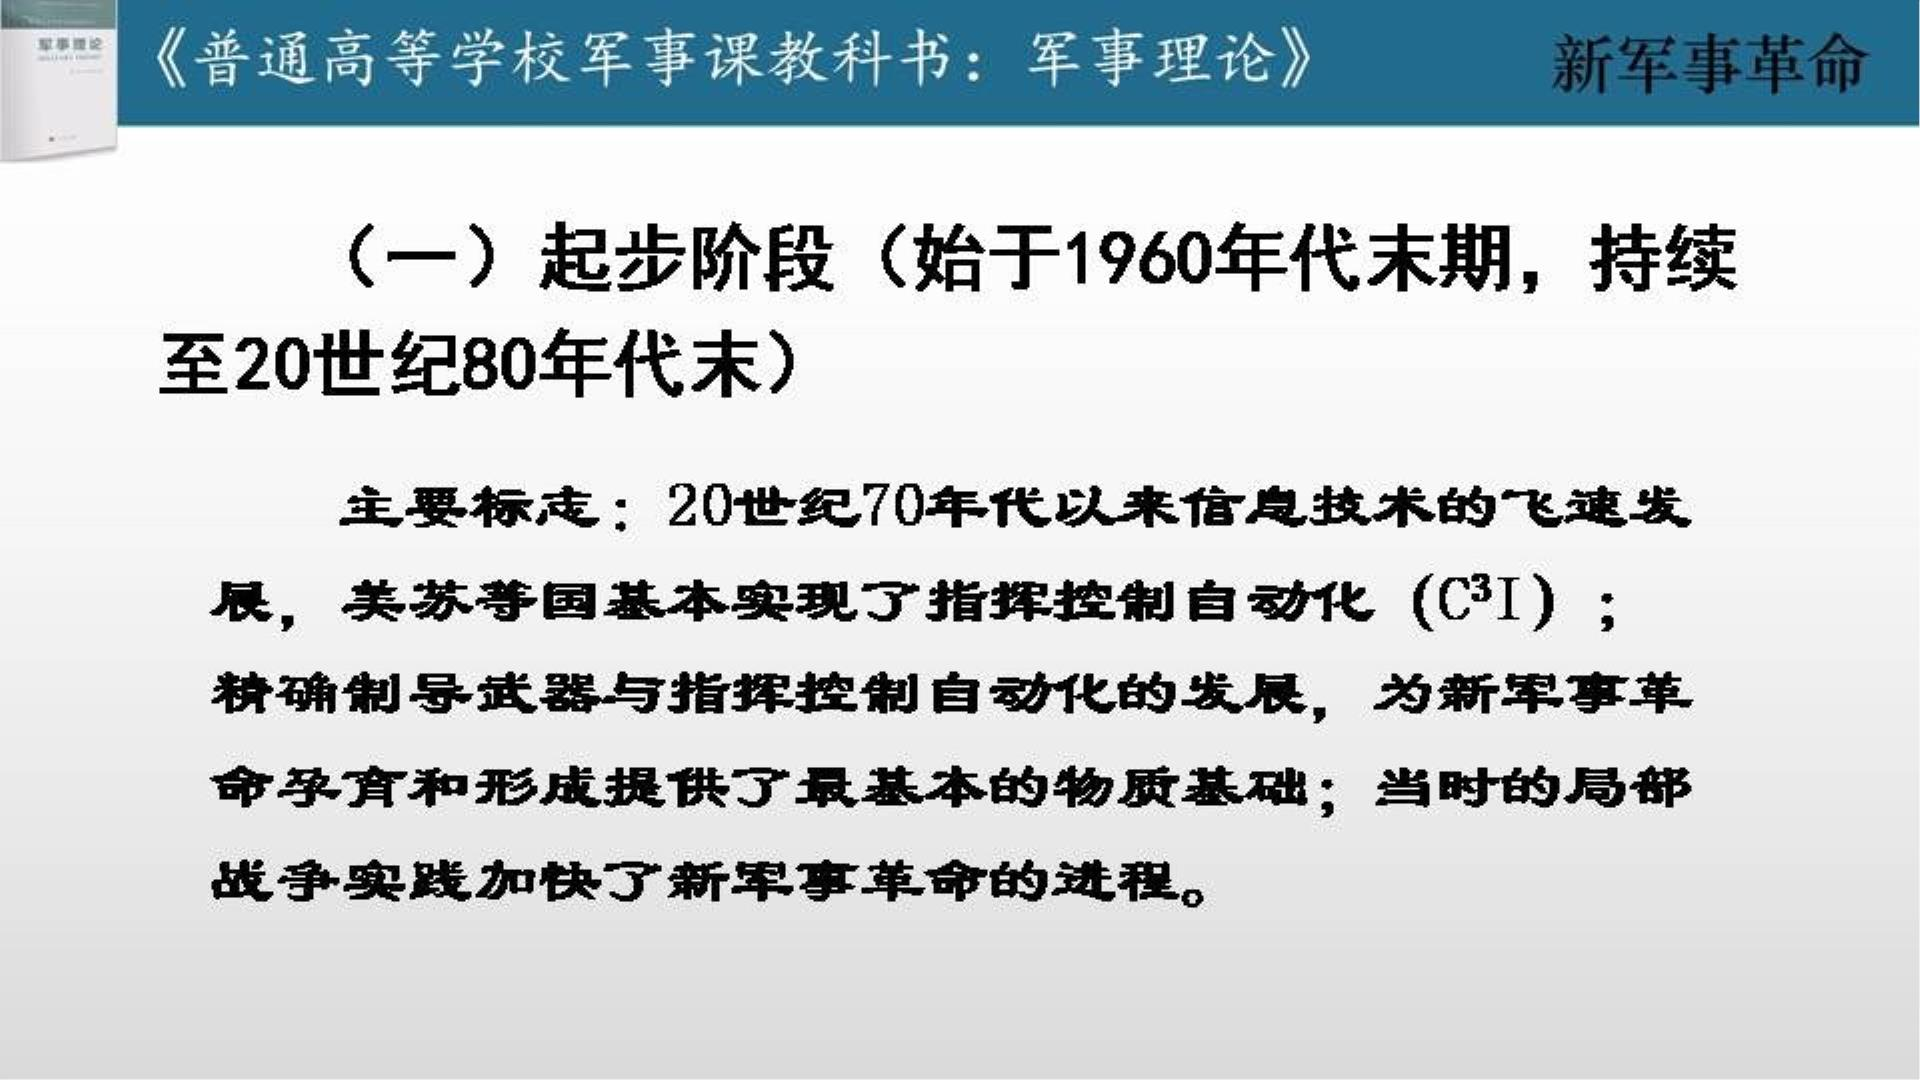 军事理论
《普通高等学校军事课教科书：军事理论》
新军事革命
（一）起步阶段（始于1960年代末期，持续
至20世纪80年代末）
主要标志：20世纪70年代以来信息技术的飞速发
展，美苏等国基本实现了指挥控制自动化（C³I）；
精确制导武器与指挥控制自动化的发展，为新军事革
命孕育和形成提供了最基本的物质基础；当时的局部
战争实践加快了新军事革命的进程。